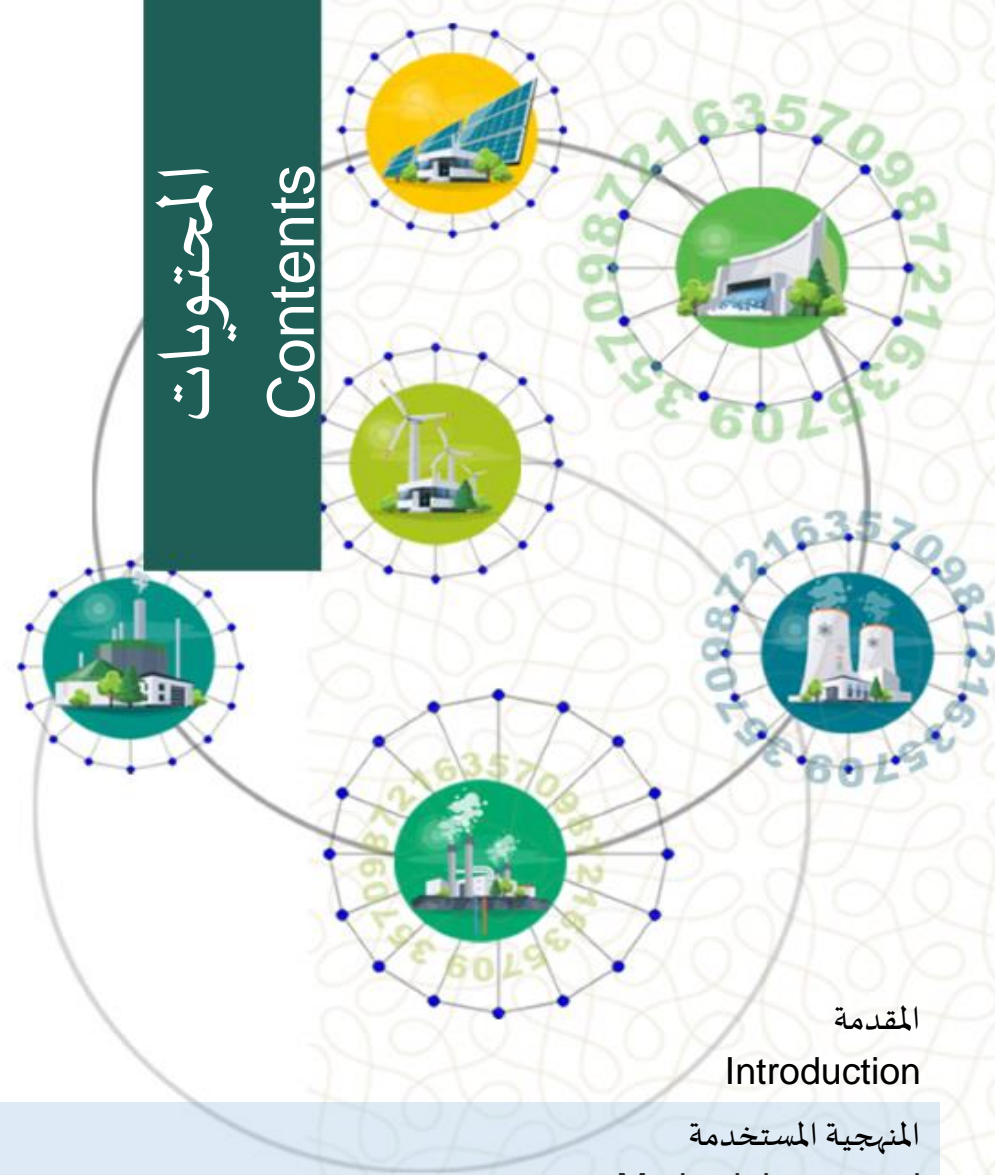 المحتويات
Contents
المقدمة
Introduction
المنهجية المستخدمة